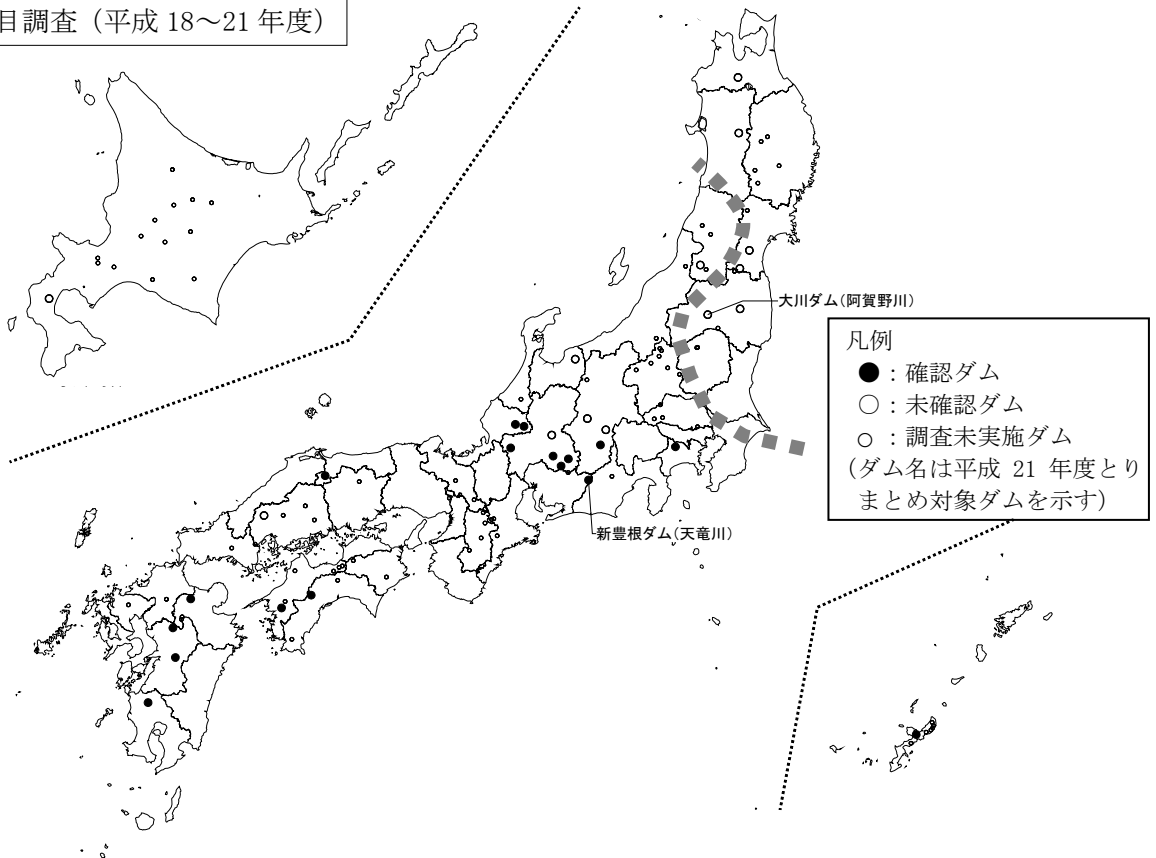 目調査（平成 18～21 年度）
大川ダム（阿賀野川）
凡例
●：確認ダム
○：未確認ダム
○：調査未実施ダム
(ダム名は平成 21 年度とり
まとめ対象ダムを示す)
新豊根ダム（天竜川）